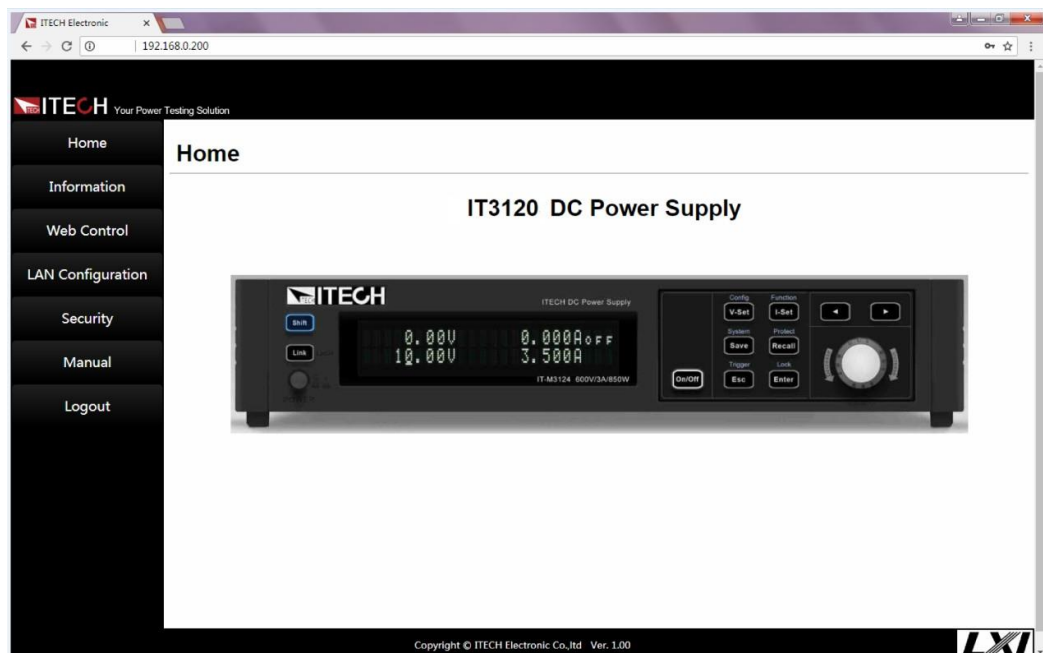 ITECH Electronic
192.168.0.200
ITECH Your Power Testing Solution
Home
Information
Web Control
LAN Configuration
Security
Manual
Logout
Home
IT3120 DC Power Supply
ITECH
ITECH DC Power Supply
Shift
Link
0.00V 0.000A OFF
10.00V 3.500A
IT-M3124 600V/3A/850W
On/Off
Config Function
V-Set I-Set
System Protect
Save Recall
Trigger Lock
Esc Enter
Copyright © ITECH Electronic Co.,ltd Ver. 1.00
LXI